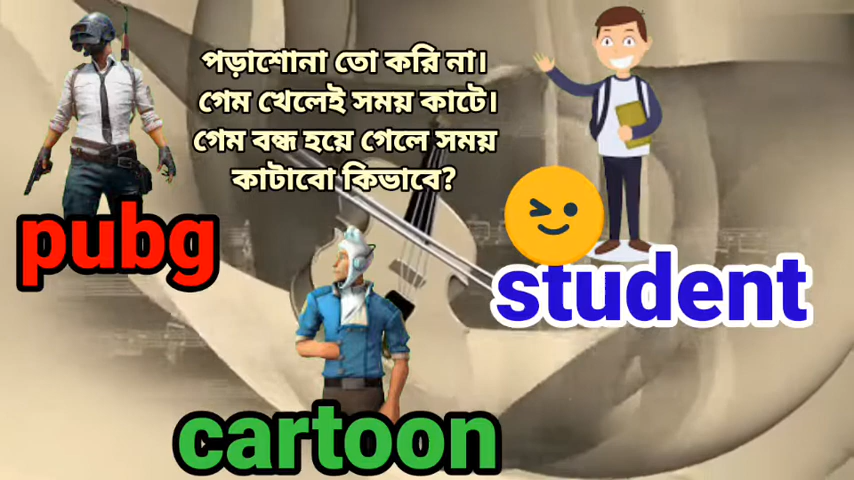 পড়াশোনা তো করি না।
গেম খেলেই সময় কাটে।
গেম বন্ধ হয়ে গেলে সময়
কাটাবো কিভাবে?
pubg
student
cartoon